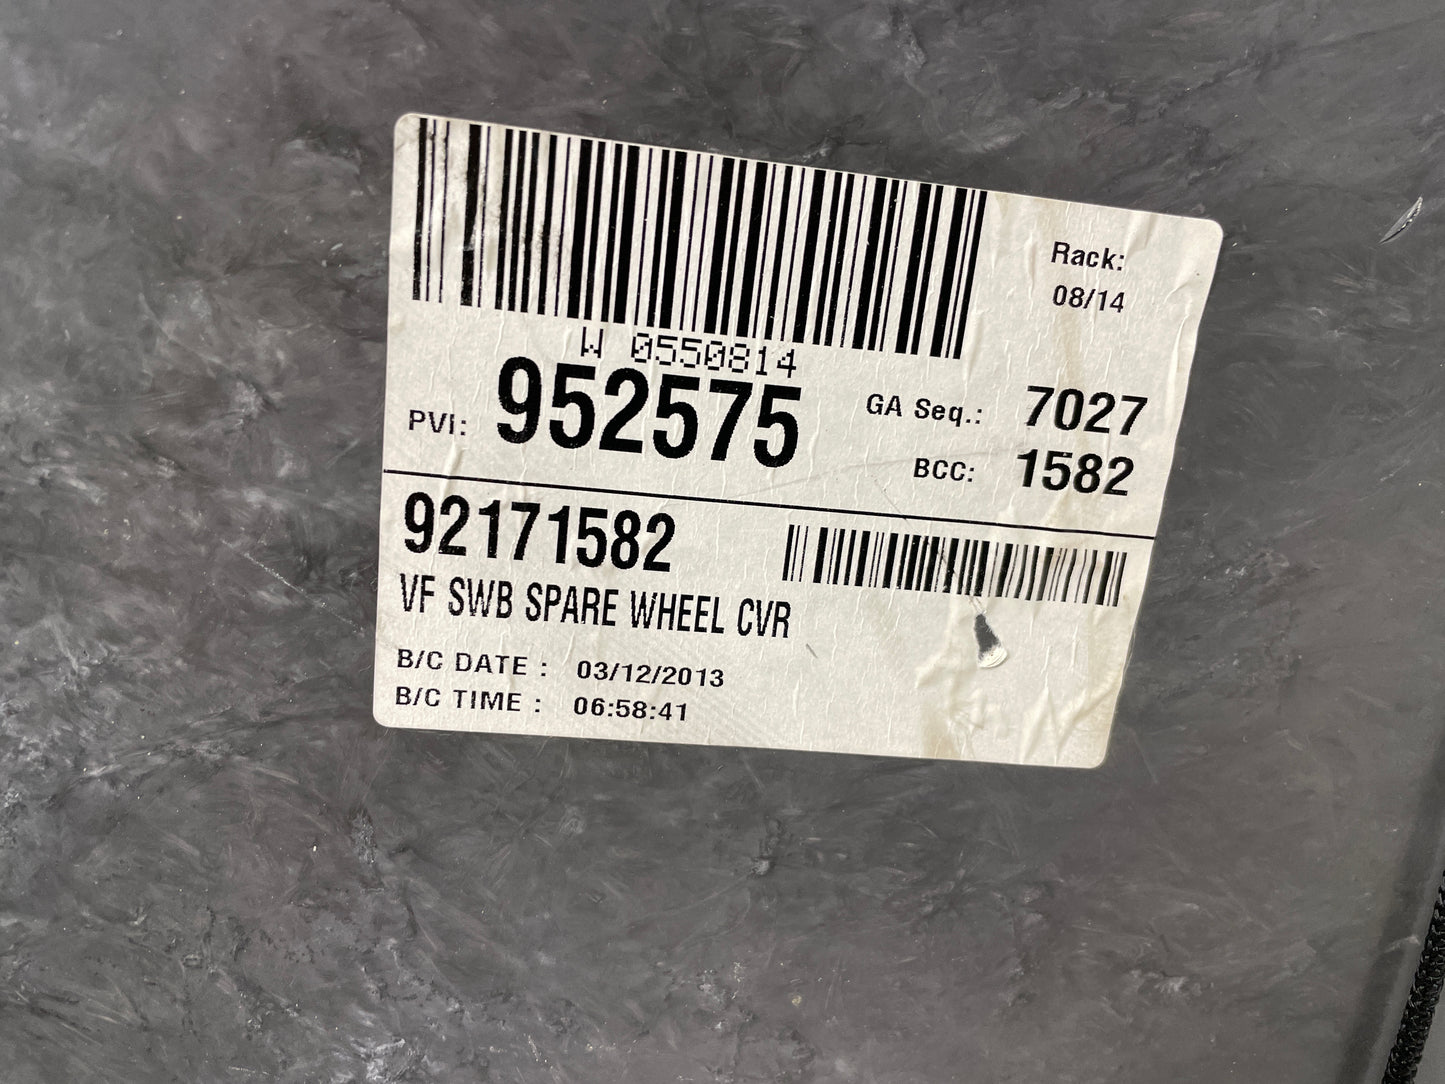 Rack:
08/14
W 0550814
PVI: 952575
GA Seq.: 7027
BCC: 1582
92171582
VF SWB SPARE WHEEL CVR
B/C DATE : 03/12/2013
B/C TIME : 06:58:41